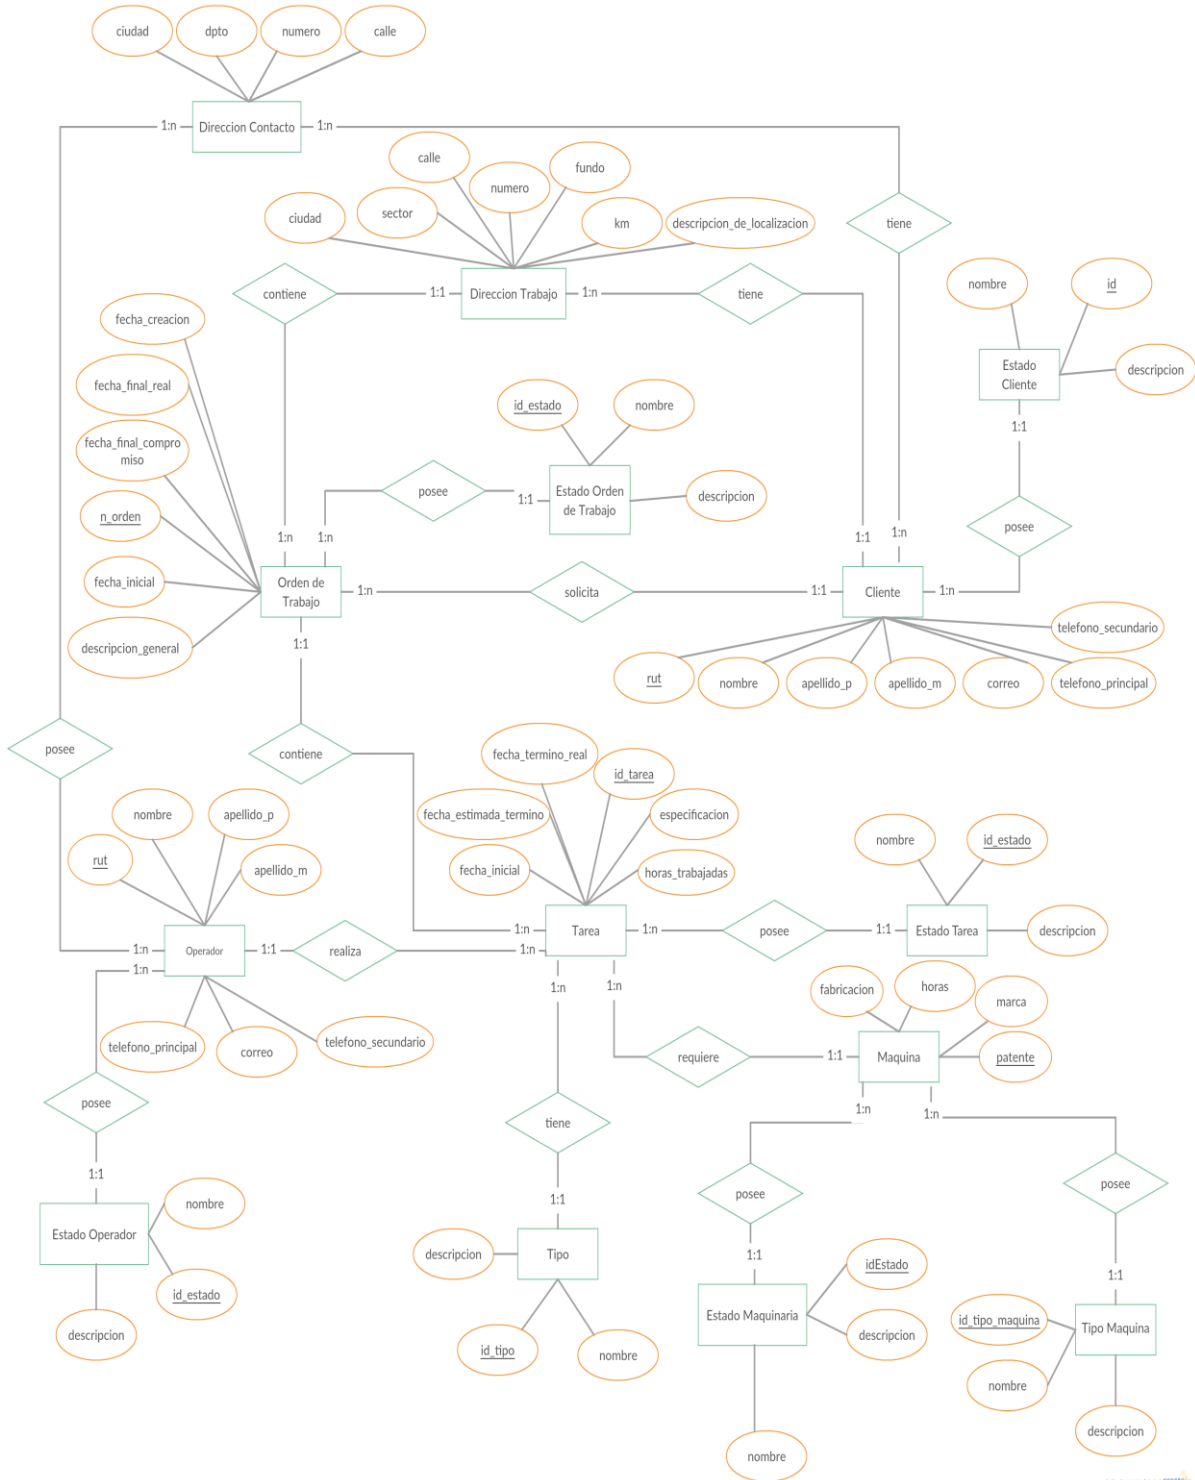 ciudad
dpto
numero
calle
1:n
Direccion Contacto
1:n
calle
fundo
numero
sector
ciudad
km
descripcion_de_localizacion
tiene
contiene
1:1
Direccion Trabajo
1:n
tiene
nombre
id
fecha_creacion
Estado
Cliente
descripcion
fecha_final_real
id_estado
nombre
1:1
fecha_final_compro
miso
posee
1:1
Estado Orden
de Trabajo
descripcion
n_orden
posee
1:n
1:n
1:1
1:n
fecha_inicial
Orden de
Trabajo
1:n
solicita
1:1
Cliente
1:n
descripcion_general
1:1
telefono_secundario
rut
nombre
apellido_p
apellido_m
correo
telefono_principal
posee
contiene
fecha_termino_real
id_tarea
nombre
apellido_p
fecha_estimada_termino
especificacion
rut
apellido_m
fecha_inicial
horas_trabajadas
nombre
id_estado
1:n
Operador
1:1
realiza
1:n
1:n
Tarea
1:n
posee
1:1
Estado Tarea
descripcion
1:n
1:n
1:n
fabricacion
horas
marca
telefono_principal
correo
telefono_secundario
requiere
1:1
Maquina
patente
posee
tiene
1:n
1:n
1:1
1:1
posee
posee
nombre
Estado Operador
id_estado
descripcion
descripcion
Tipo
id_tipo
nombre
1:1
1:1
idEstado
Estado Maquinaria
descripcion
nombre
id_tipo_maquina
Tipo Maquina
nombre
descripcion